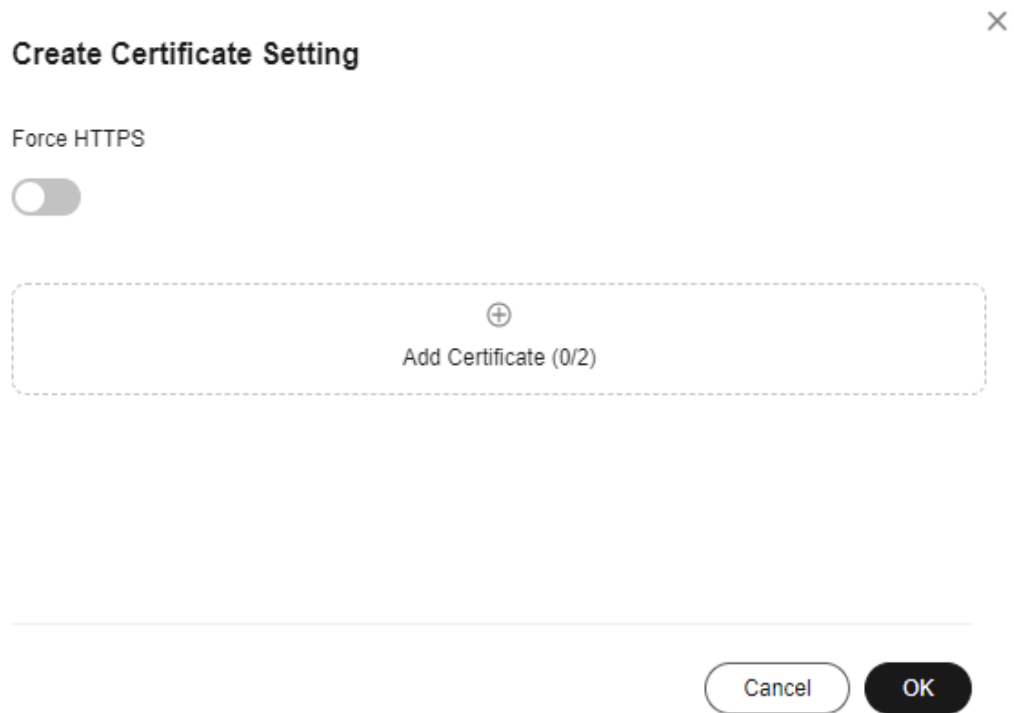 Create Certificate Setting
Force HTTPS
Add Certificate (0/2)
Cancel
OK